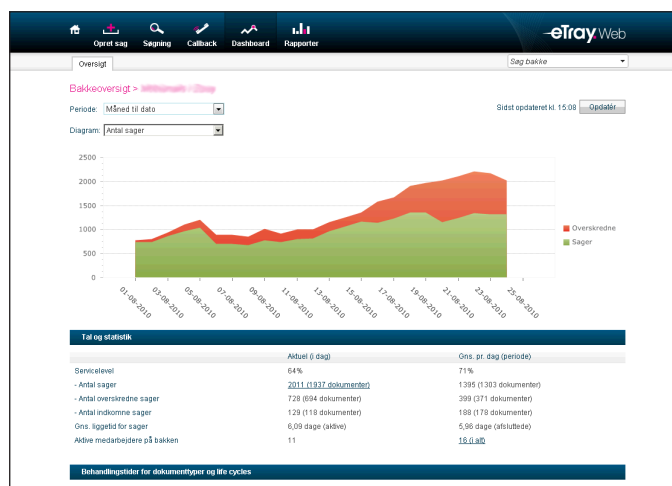 Opret sag Søgning Callback Dashboard Rapporter
eTray.Web
Oversigt
Søg bakke
Bakkeoversigt >
Periode: Måned til dato
Sidst opdateret kl. 15:08 Opdatér
Diagram: Antal sager
2500
2000
1500
1000
500
0
Overskredne
Sager
01-08-2010
03-08-2010
05-08-2010
07-08-2010
09-08-2010
11-08-2010
13-08-2010
15-08-2010
17-08-2010
19-08-2010
21-08-2010
23-08-2010
25-08-2010
Tal og statistik
Aktuel (i dag) Gns. pr. dag (periode)
Servicelevel 64% 71%
- Antal sager 2011 (1937 dokumenter) 1395 (1303 dokumenter)
- Antal overskredne sager 728 (694 dokumenter) 399 (371 dokumenter)
- Antal indkomne sager 129 (118 dokumenter) 188 (178 dokumenter)
Gns. liggetid for sager 6,09 dage (aktive) 5,96 dage (afsluttede)
Aktive medarbejdere på bakken 11 16 (i alt)
Behandlingstider for dokumenttyper og life cycles